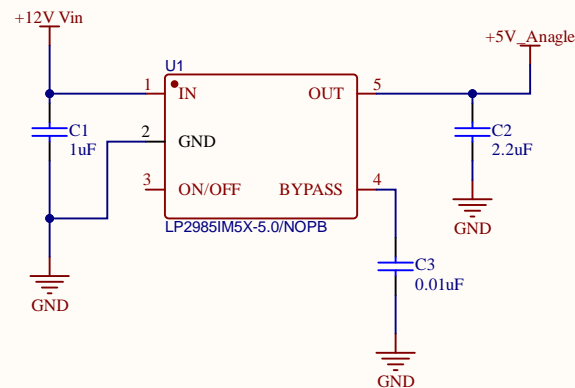 +12V Vin
+5V_Anagle
U1
1
IN
OUT
5
C1
1uF
2
GND
C2
2.2uF
3
ON/OFF
BYPASS
4
LP2985IM5X-5.0/NOPB
GND
C3
0.01uF
GND
GND